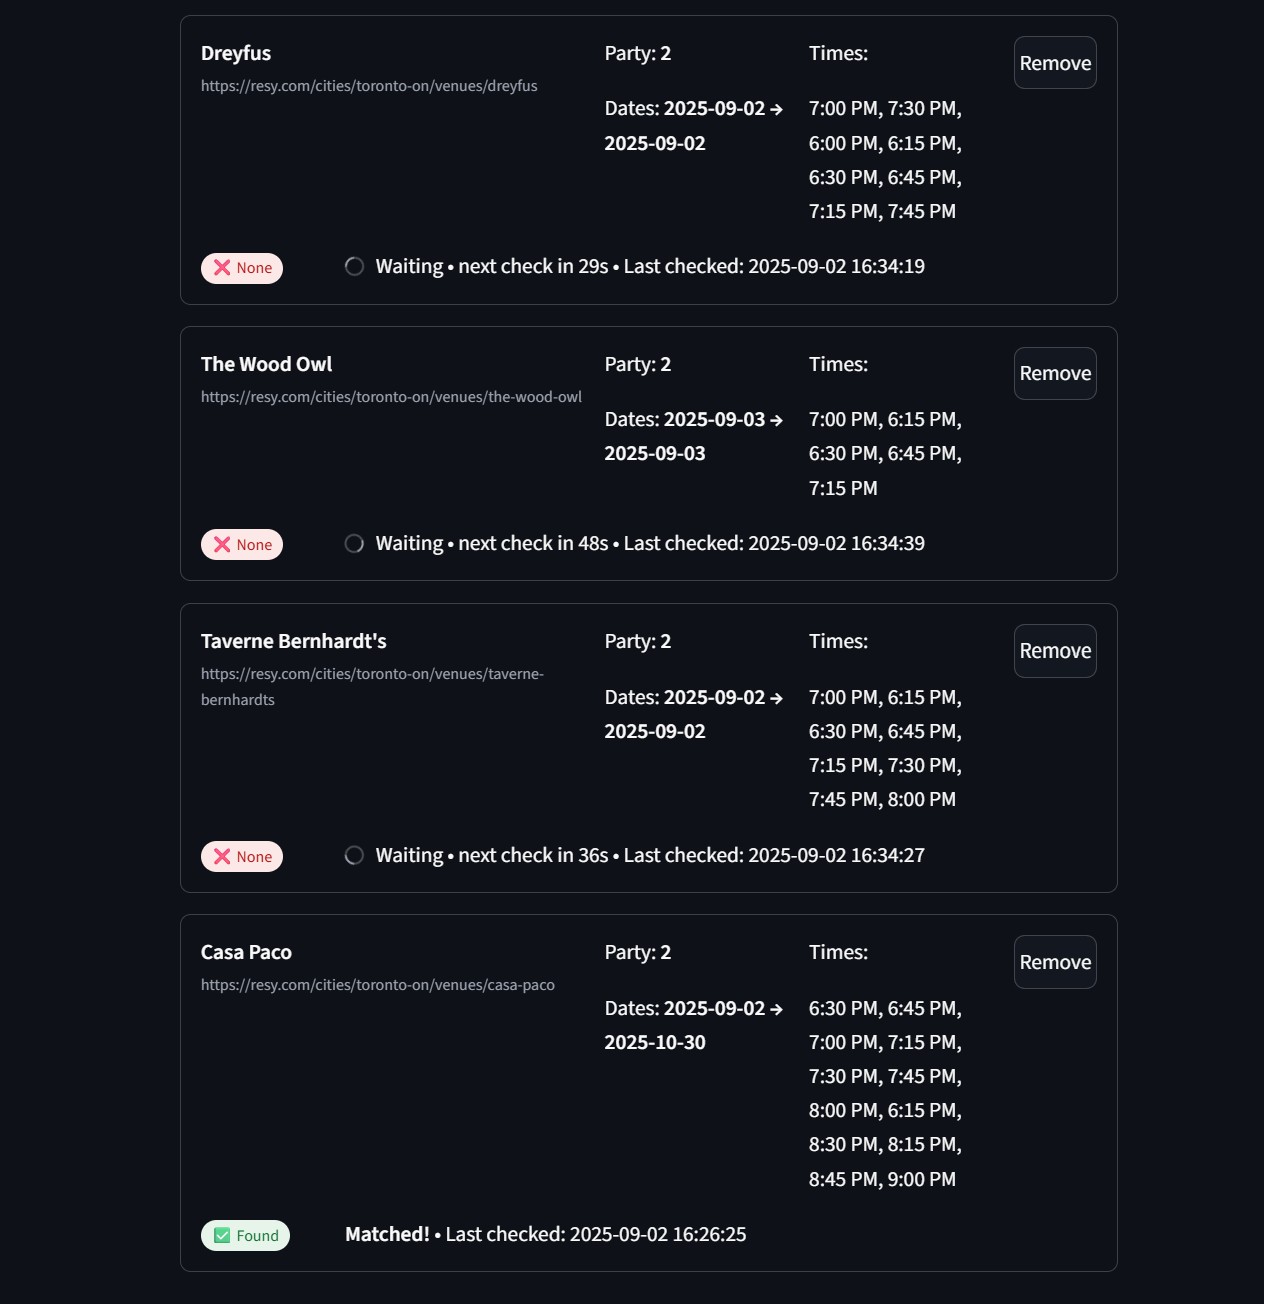 Dreyfus
https://resy.com/cities/toronto-on/venues/dreyfus
Party: 2
Dates: 2025-09-02 →
2025-09-02
Times:
7:00 PM, 7:30 PM,
6:00 PM, 6:15 PM,
6:30 PM, 6:45 PM,
7:15 PM, 7:45 PM
Remove
❌ None
Waiting • next check in 29s • Last checked: 2025-09-02 16:34:19
The Wood Owl
https://resy.com/cities/toronto-on/venues/the-wood-owl
Party: 2
Dates: 2025-09-03 →
2025-09-03
Times:
7:00 PM, 6:15 PM,
6:30 PM, 6:45 PM,
7:15 PM
Remove
❌ None
Waiting • next check in 48s • Last checked: 2025-09-02 16:34:39
Taverne Bernhardt's
https://resy.com/cities/toronto-on/venues/taverne-
bernhardts
Party: 2
Dates: 2025-09-02 →
2025-09-02
Times:
7:00 PM, 6:15 PM,
6:30 PM, 6:45 PM,
7:15 PM, 7:30 PM,
7:45 PM, 8:00 PM
Remove
❌ None
Waiting • next check in 36s • Last checked: 2025-09-02 16:34:27
Casa Paco
https://resy.com/cities/toronto-on/venues/casa-paco
Party: 2
Dates: 2025-09-02 →
2025-10-30
Times:
6:30 PM, 6:45 PM,
7:00 PM, 7:15 PM,
7:30 PM, 7:45 PM,
8:00 PM, 6:15 PM,
8:30 PM, 8:15 PM,
8:45 PM, 9:00 PM
Remove
✅ Found
Matched! • Last checked: 2025-09-02 16:26:25